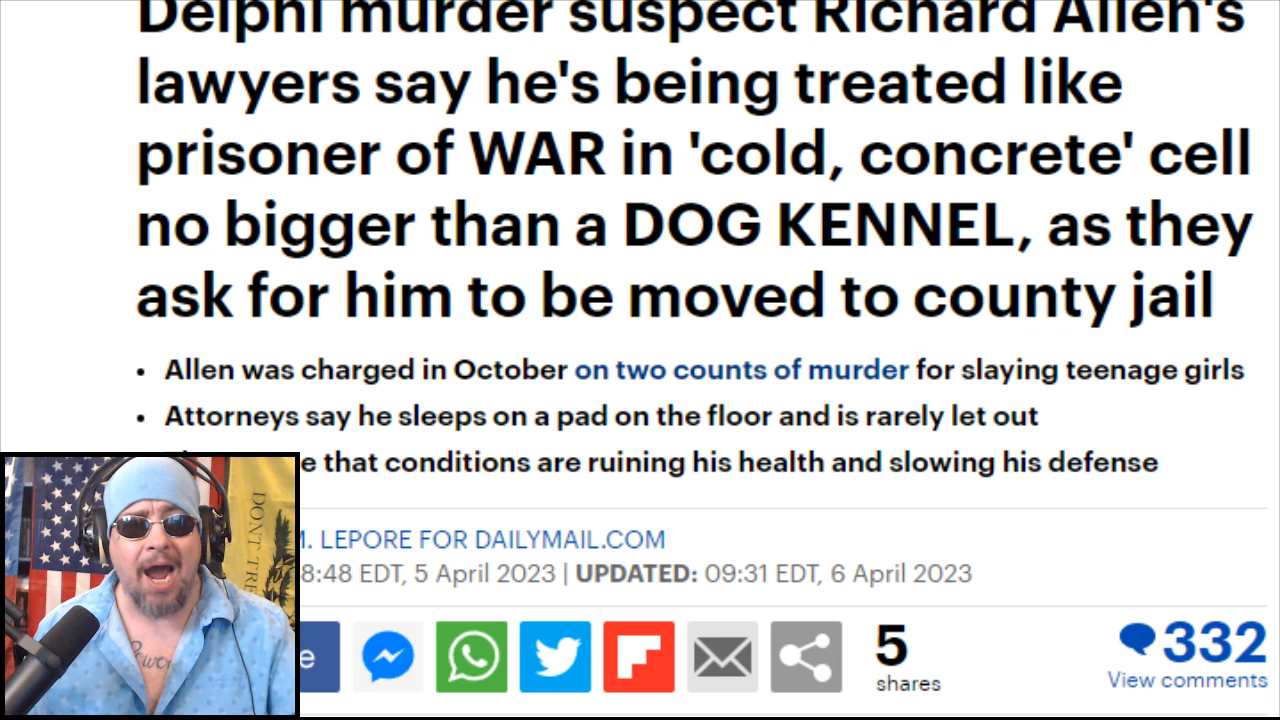 Delphi murder suspect Richard Allen's
lawyers say he's being treated like
prisoner of WAR in 'cold, concrete' cell
no bigger than a DOG KENNEL, as they
ask for him to be moved to county jail
• Allen was charged in October on two counts of murder for slaying teenage girls
• Attorneys say he sleeps on a pad on the floor and is rarely let out
that conditions are ruining his health and slowing his defense
M. LEPORE FOR DAILYMAIL.COM
8:48 EDT, 5 April 2023 | UPDATED: 09:31 EDT, 6 April 2023
DONT TRE
5
shares
332
View comments